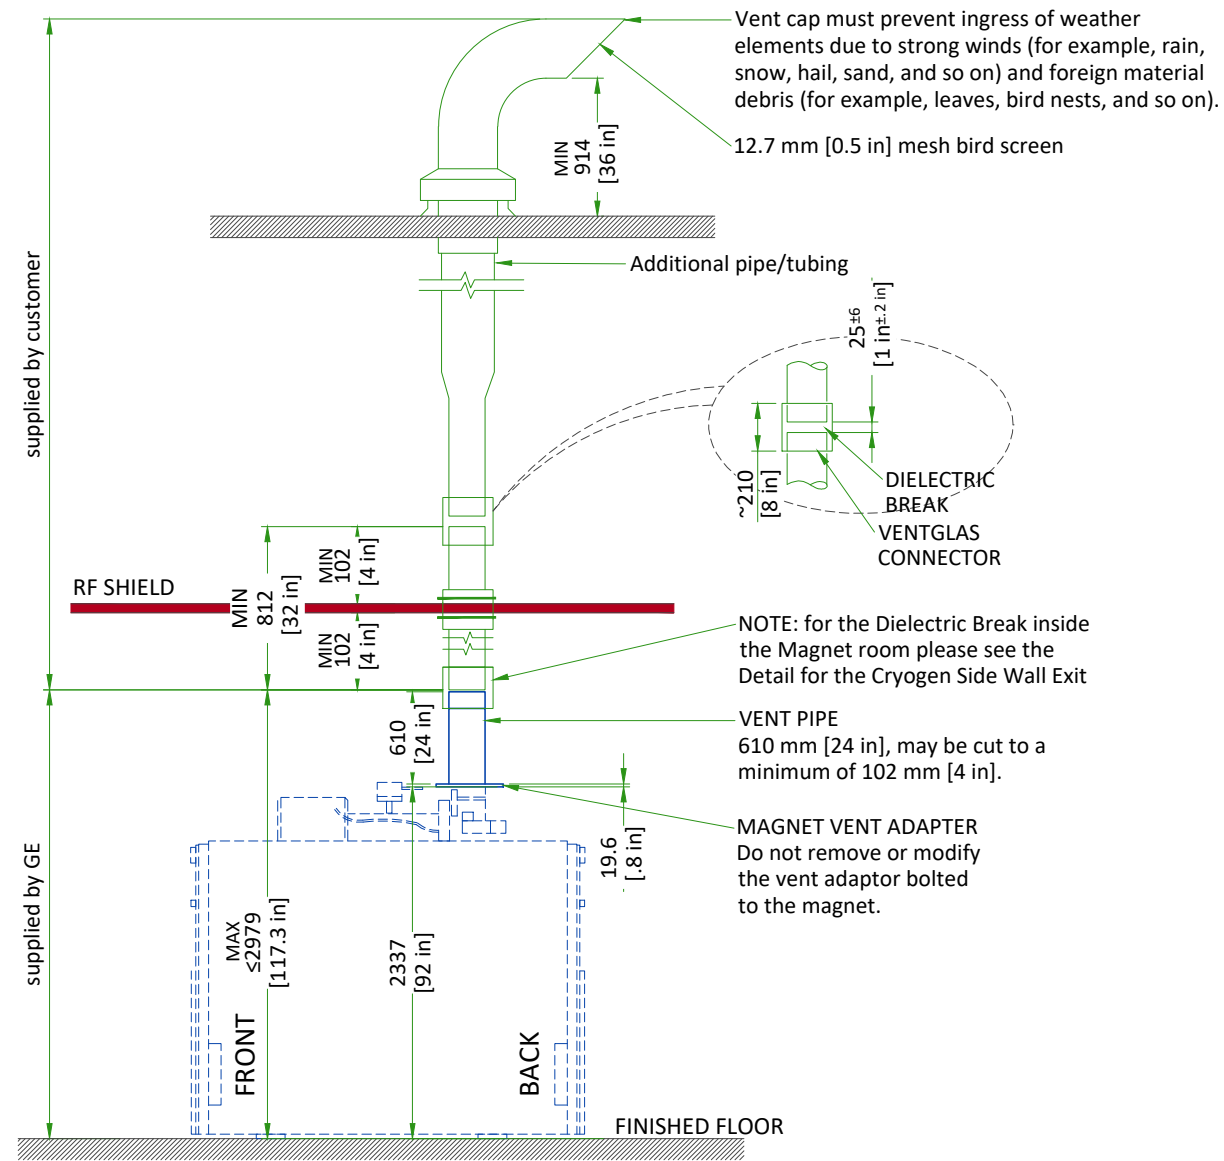 Vent cap must prevent ingress of weather
elements due to strong winds (for example, rain,
snow, hail, sand, and so on) and foreign material
debris (for example, leaves, bird nests, and so on).
12.7 mm [0.5 in] mesh bird screen
MIN
914
[36 in]
supplied by customer
Additional pipe/tubing
25±6
[1 in±.2 in]
~210
[8 in]
DIELECTRIC
BREAK
VENTGLAS
CONNECTOR
RF SHIELD
MIN
812
[32 in]
MIN
102
[4 in]
MIN
102
[4 in]
NOTE: for the Dielectric Break inside
the Magnet room please see the
Detail for the Cryogen Side Wall Exit
610
[24 in]
VENT PIPE
610 mm [24 in], may be cut to a
minimum of 102 mm [4 in].
19.6
[.8 in]
MAGNET VENT ADAPTER
Do not remove or modify
the vent adaptor bolted
to the magnet.
supplied by GE
MAX
≤2979
[117.3 in]
2337
[92 in]
FRONT
BACK
FINISHED FLOOR